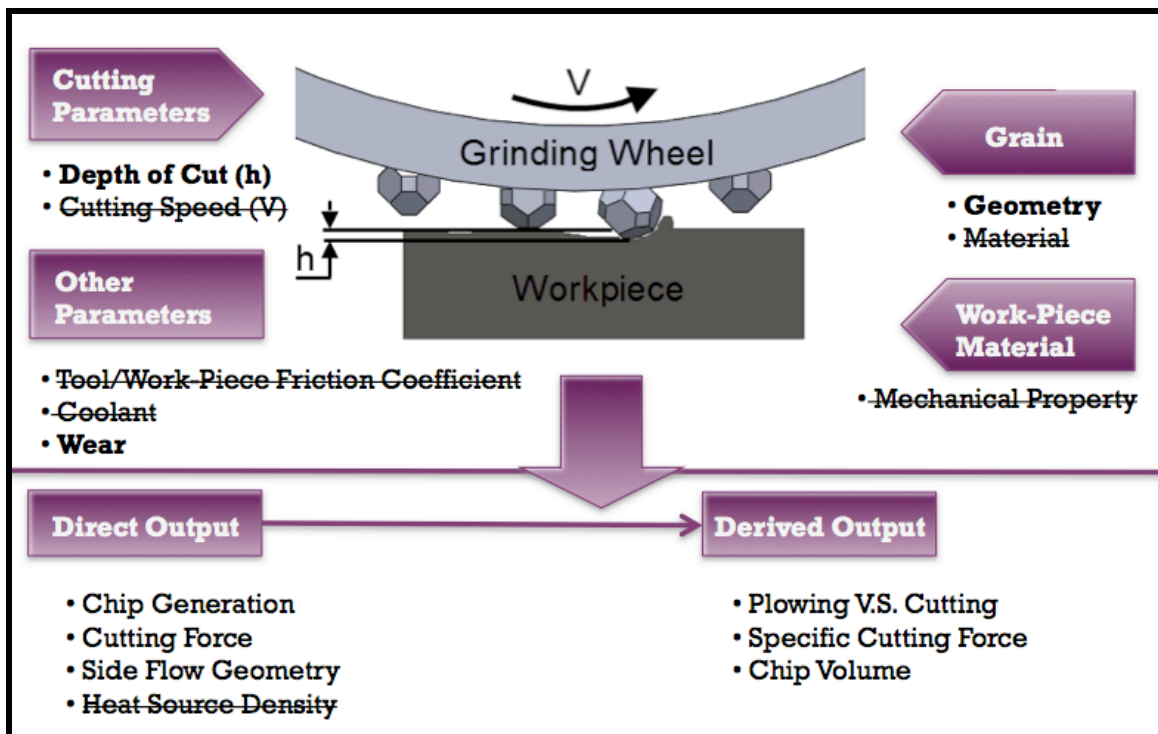 Cutting
Parameters
• Depth of Cut (h)
• Cutting Speed (V)
V
Grinding Wheel
h
Workpiece
Grain
• Geometry
• Material
Other
Parameters
• Tool/Work-Piece Friction Coefficient
• Coolant
• Wear
Work-Piece
Material
• Mechanical Property
Direct Output
Derived Output
• Chip Generation
• Cutting Force
• Side Flow Geometry
• Heat Source Density
• Plowing V.S. Cutting
• Specific Cutting Force
• Chip Volume